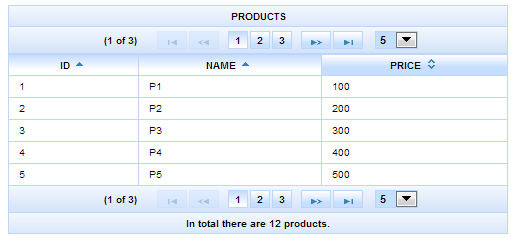 PRODUCTS
(1 of 3) 1 2 3 5
ID NAME PRICE
1 P1 100
2 P2 200
3 P3 300
4 P4 400
5 P5 500
(1 of 3) 1 2 3 5
In total there are 12 products.